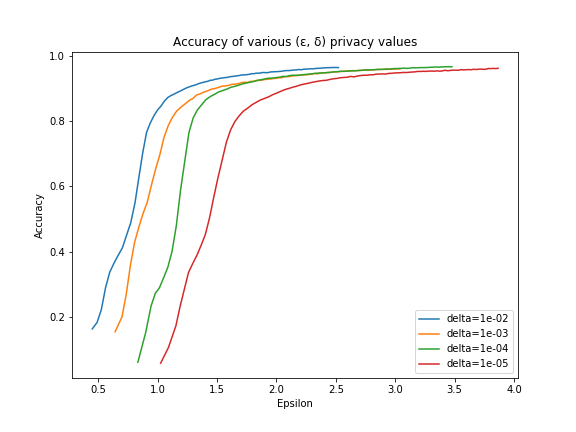 Accuracy of various (ε, δ) privacy values
Accuracy
1.0
0.8
0.6
0.4
0.2
0.5
1.0
1.5
2.0
2.5
3.0
3.5
4.0
Epsilon
delta=1e-02
delta=1e-03
delta=1e-04
delta=1e-05